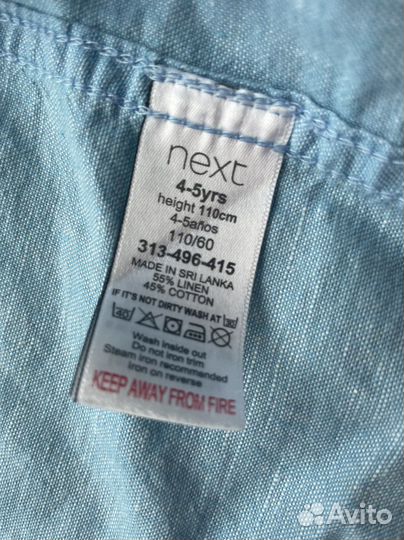 next
4-5yrs
height 110cm
4-5años
110/60
313-496-415
MADE IN SRI LANKA
55% LINEN
45% COTTON
IF IT'S NOT DIRTY WASH AT 30
40
Wash inside out
Do not iron trim
Steam iron recommended
Iron on reverse
KEEP AWAY FROM FIRE
Avito